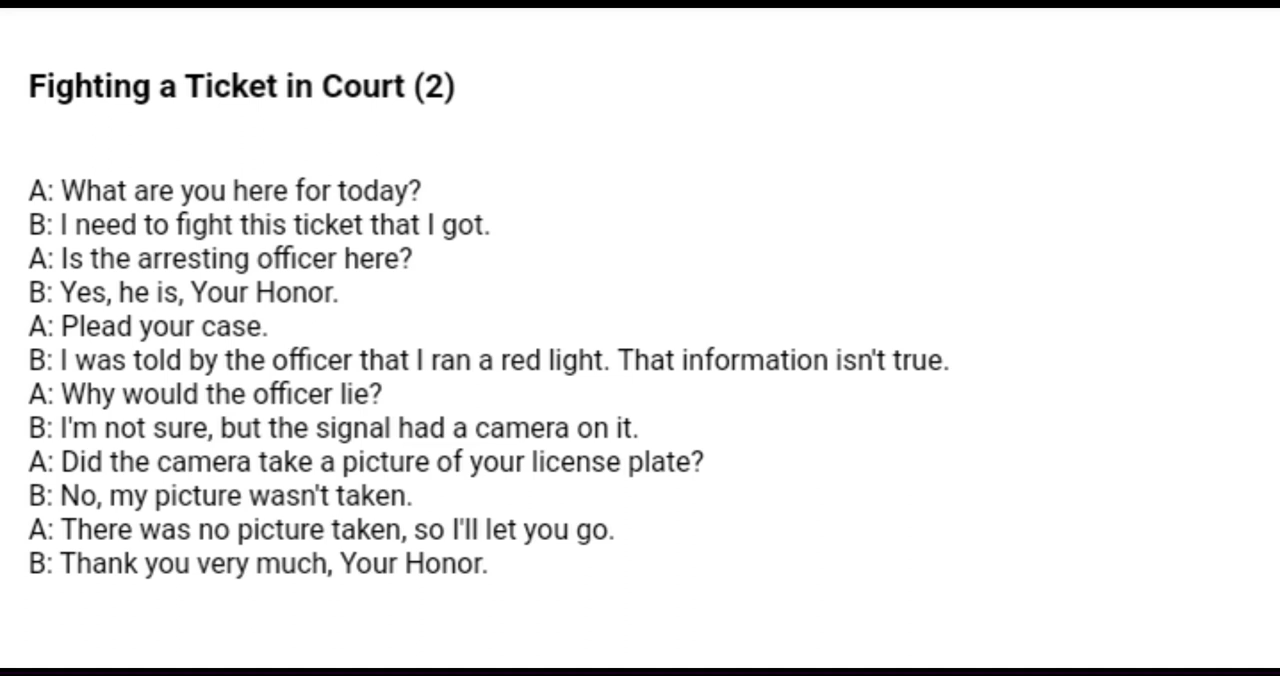 Fighting a Ticket in Court (2)
A: What are you here for today?
B: I need to fight this ticket that I got.
A: Is the arresting officer here?
B: Yes, he is, Your Honor.
A: Plead your case.
B: I was told by the officer that I ran a red light. That information isn't true.
A: Why would the officer lie?
B: I'm not sure, but the signal had a camera on it.
A: Did the camera take a picture of your license plate?
B: No, my picture wasn't taken.
A: There was no picture taken, so I'll let you go.
B: Thank you very much, Your Honor.